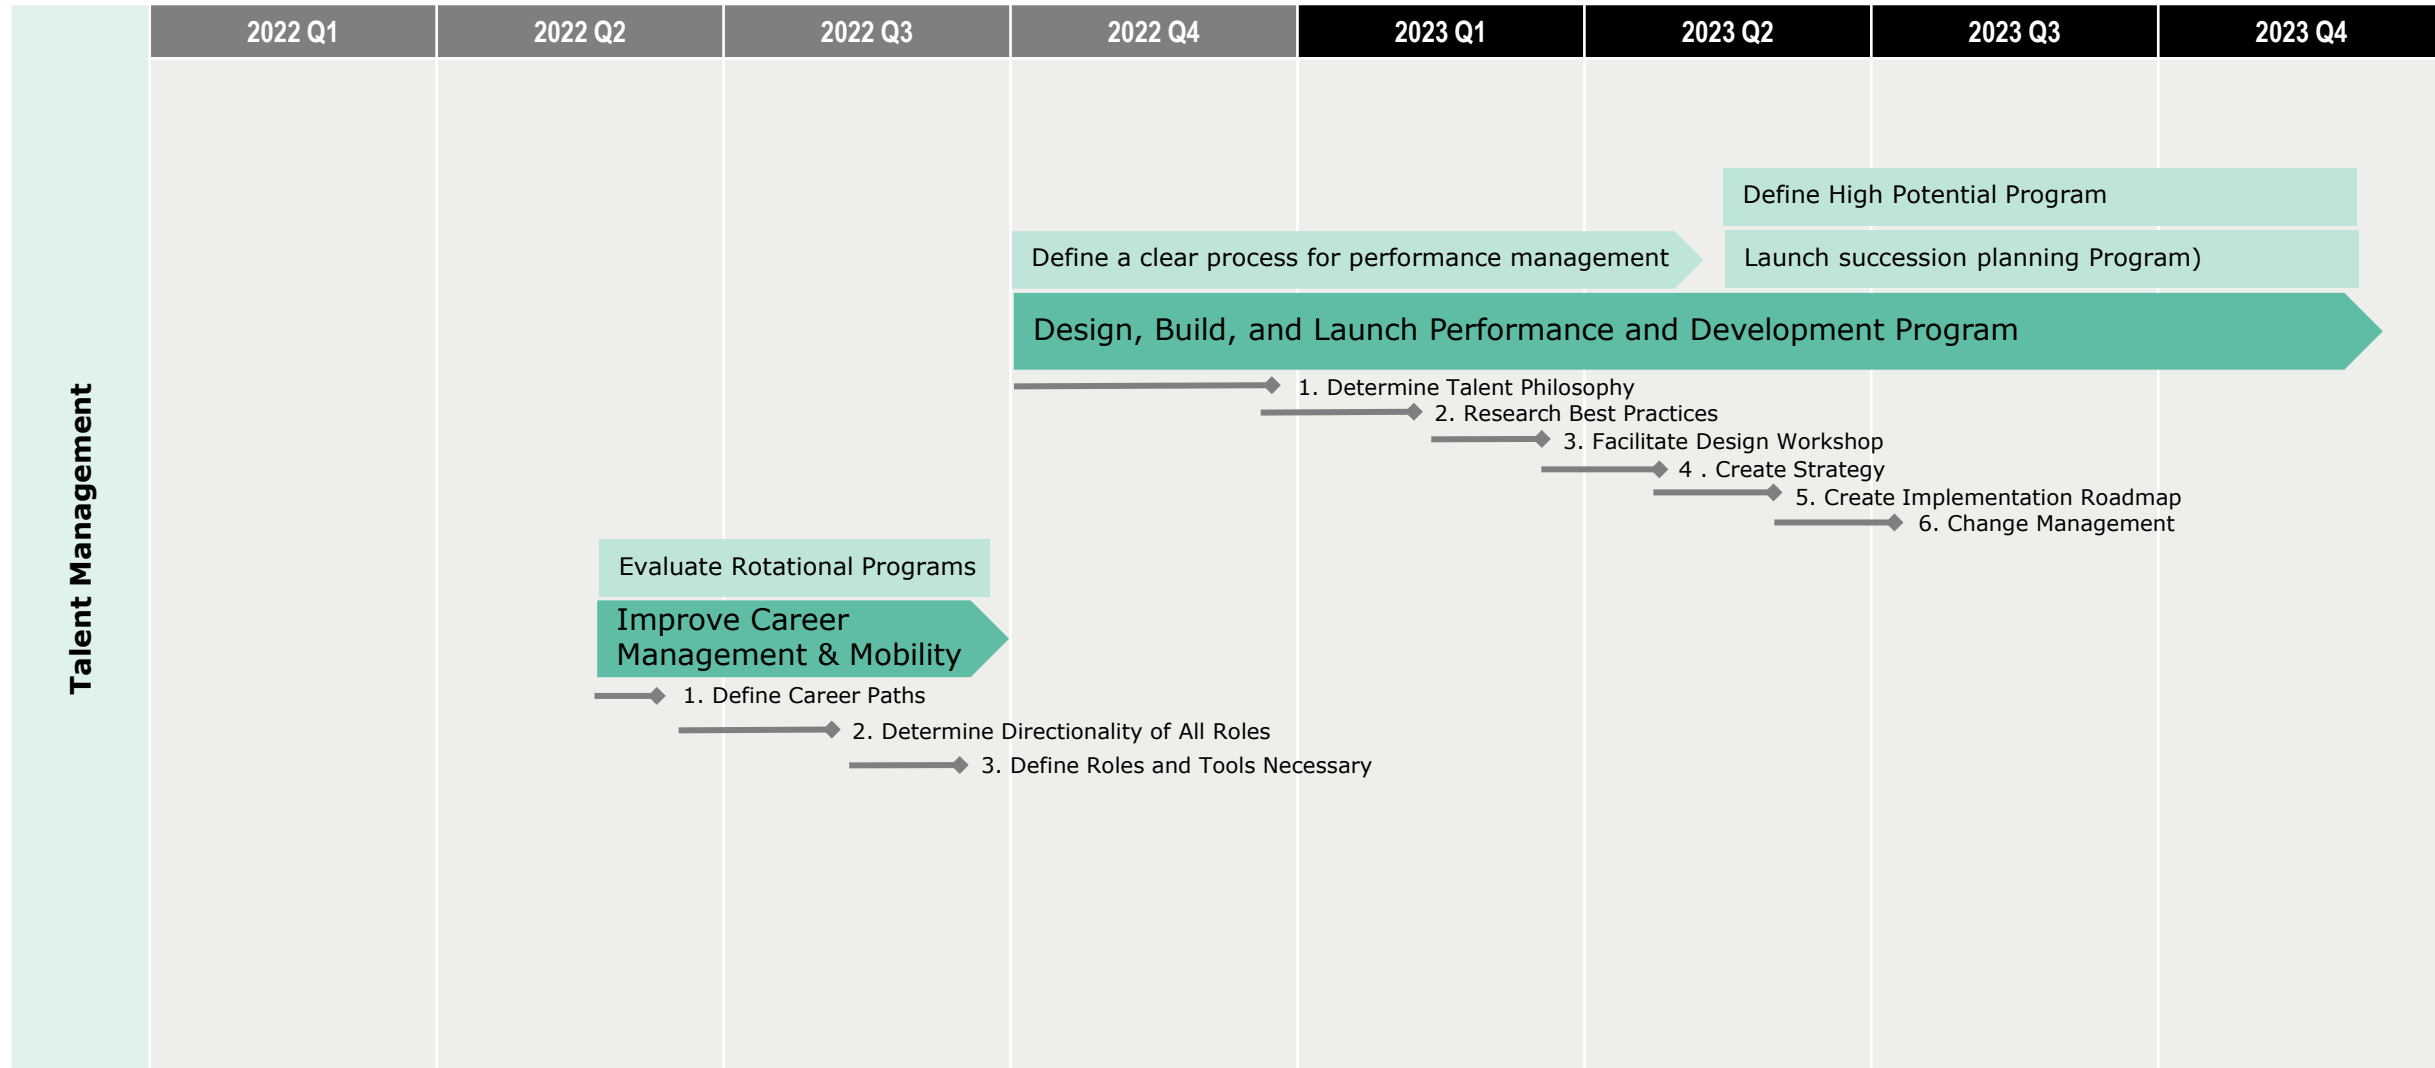 2022 Q1
2022 Q2
2022 Q3
2022 Q4
2023 Q1
2023 Q2
2023 Q3
2023 Q4
Talent Management
Define High Potential Program
Define a clear process for performance management
Launch succession planning Program)
Design, Build, and Launch Performance and Development Program
1. Determine Talent Philosophy
2. Research Best Practices
3. Facilitate Design Workshop
4 . Create Strategy
5. Create Implementation Roadmap
6. Change Management
Evaluate Rotational Programs
Improve Career
Management & Mobility
1. Define Career Paths
2. Determine Directionality of All Roles
3. Define Roles and Tools Necessary